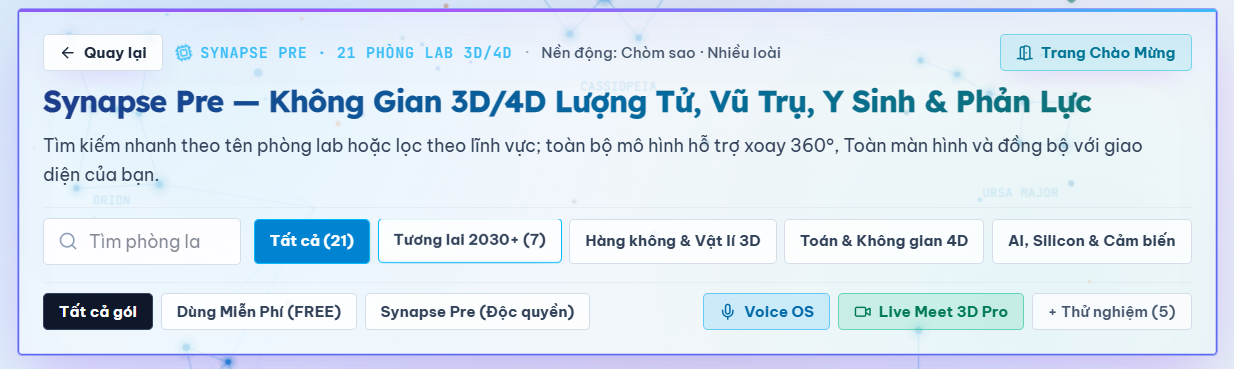 Quay lại SYNAPSE PRE · 21 PHÒNG LAB 3D/4D · Nền động: Chòm sao · Nhiều loài Trang Chào Mừng
CASSIOPEIA
Synapse Pre — Không Gian 3D/4D Lượng Tử, Vũ Trụ, Y Sinh & Phản Lực
Tìm kiếm nhanh theo tên phòng lab hoặc lọc theo lĩnh vực; toàn bộ mô hình hỗ trợ xoay 360°, Toàn màn hình và đồng bộ với giao
diện của bạn.
ORION URSA MAJOR
Tìm phòng la Tất cả (21) Tương lai 2030+ (7) Hàng không & Vật lí 3D Toán & Không gian 4D AI, Silicon & Cảm biến
Tất cả gói Dùng Miễn Phí (FREE) Synapse Pre (Độc quyền) Voice OS Live Meet 3D Pro + Thử nghiệm (5)